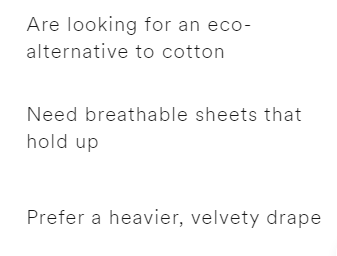 Are looking for an eco-
alternative to cotton
Need breathable sheets that
hold up
Prefer a heavier, velvety drape